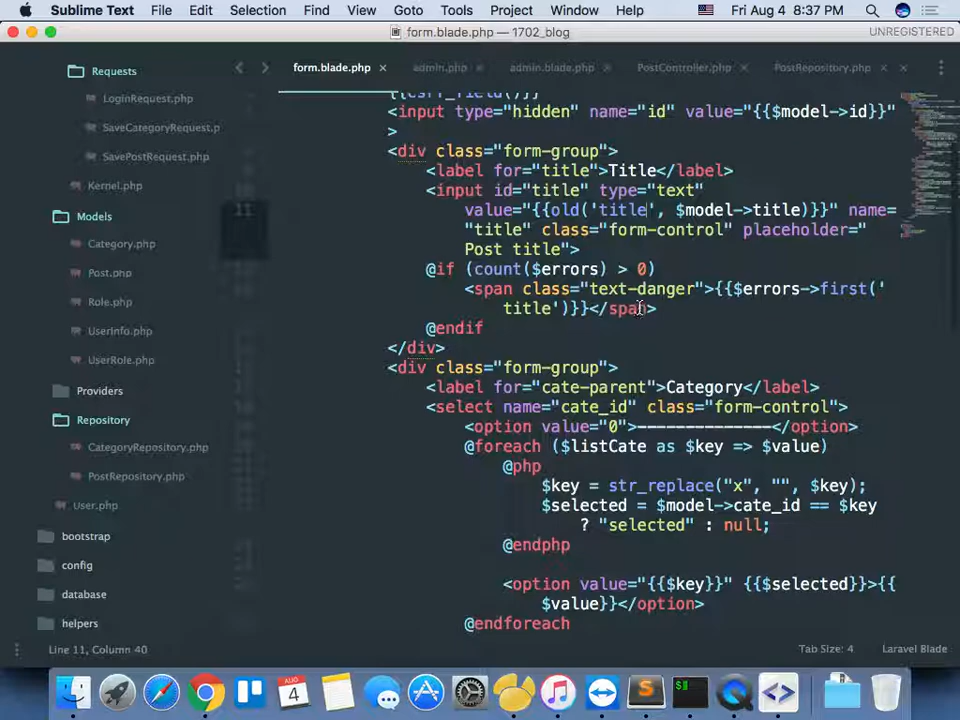 Sublime Text File Edit Selection Find View Goto Tools Project Window Help Fri Aug 4 8:37 PM
form.blade.php — 1702_blog UNREGISTERED
Requests
LoginRequest.php
SaveCategoryRequest.p
SavePostRequest.php
Kernel.php
Models
Category.php
Post.php
Role.php
UserInfo.php
UserRole.php
Providers
Repository
CategoryRepository.php
PostRepository.php
User.php
bootstrap
config
database
helpers
form.blade.php × admin.php × admin.blade.php × PostController.php × PostRepository.php × ×
{{csrf_field()}}
<input type="hidden" name="id" value="{{$model->id}}"
>
<div class="form-group">
<label for="title">Title</label>
<input id="title" type="text"
11
value="{{old('title', $model->title)}}" name=
"title" class="form-control" placeholder="
Post title">
@if (count($errors) > 0)
<span class="text-danger">{{$errors->first('
title')}}</span>
@endif
</div>
<div class="form-group">
<label for="cate-parent">Category</label>
<select name="cate_id" class="form-control">
<option value="0">--------------</option>
@foreach ($listCate as $key => $value)
@php
$key = str_replace("x", "", $key);
$selected = $model->cate_id == $key
? "selected" : null;
@endphp
<option value="{{$key}}" {{$selected}}>{{
$value}}</option>
@endforeach
Line 11, Column 40 Tab Size: 4 Laravel Blade
AUG
4